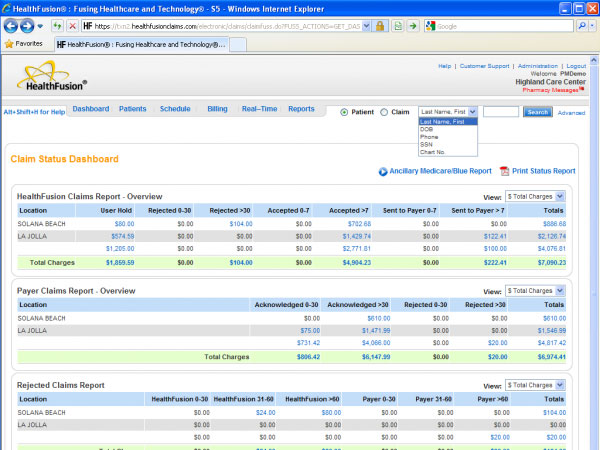 HealthFusion® : Fusing Healthcare and Technology® - S5 - Windows Internet Explorer
HF https://txn2.healthfusionclaims.com/electronic/claims/claimfuss.do?FUSS_ACTIONS=GET_DAS
Google
Favorites
HF HealthFusion® : Fusing Healthcare and Technology®...
HealthFusion®
Help | Customer Support | Administration | Logout
Welcome PMDemo
Highland Care Center
Pharmacy Messages
Alt+Shift+H for Help
Dashboard Patients Schedule Billing Real-Time Reports
Patient Claim Last Name, First Search Advanced
Last Name, First
DOB
Phone
SSN
Chart No.
Claim Status Dashboard
Ancillary Medicare/Blue Report Print Status Report
HealthFusion Claims Report - Overview View: $ Total Charges
Location User Hold Rejected 0-30 Rejected >30 Accepted 0-7 Accepted >7 Sent to Payer 0-7 Sent to Payer > 7 Totals
SOLANA BEACH $80.00 $0.00 $104.00 $0.00 $702.68 $0.00 $0.00 $886.68
LA JOLLA $574.59 $0.00 $0.00 $0.00 $1,429.74 $0.00 $122.41 $2,126.74
$1,205.00 $0.00 $0.00 $0.00 $2,771.81 $0.00 $100.00 $4,076.81
Total Charges $1,859.59 $0.00 $104.00 $0.00 $4,904.23 $0.00 $222.41 $7,090.23
Payer Claims Report - Overview View: $ Total Charges
Location Acknowledged 0-30 Acknowledged >30 Rejected 0-30 Rejected >30 Totals
SOLANA BEACH $0.00 $610.00 $0.00 $0.00 $610.00
LA JOLLA $75.00 $1,471.99 $0.00 $0.00 $1,546.99
$731.42 $4,066.00 $0.00 $20.00 $4,817.42
Total Charges $806.42 $6,147.99 $0.00 $20.00 $6,974.41
Rejected Claims Report View: $ Total Charges
Location HealthFusion 0-30 HealthFusion 31-60 HealthFusion >60 Payer 0-30 Payer 31-60 Payer >60 Totals
SOLANA BEACH $0.00 $24.00 $80.00 $0.00 $0.00 $0.00 $104.00
LA JOLLA $0.00 $0.00 $0.00 $0.00 $0.00 $0.00 $0.00
$0.00 $0.00 $0.00 $0.00 $0.00 $20.00 $20.00